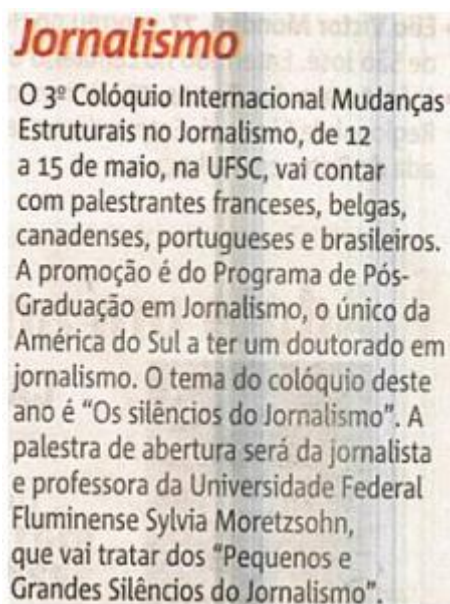 Jornalismo
O 3º Colóquio Internacional Mudanças
Estruturais no Jornalismo, de 12
a 15 de maio, na UFSC, vai contar
com palestrantes franceses, belgas,
canadenses, portugueses e brasileiros.
A promoção é do Programa de Pós-
Graduação em Jornalismo, o único da
América do Sul a ter um doutorado em
jornalismo. O tema do colóquio deste
ano é “Os silêncios do Jornalismo”. A
palestra de abertura será da jornalista
e professora da Universidade Federal
Fluminense Sylvia Moretzsohn,
que vai tratar dos “Pequenos e
Grandes Silêncios do Jornalismo”.